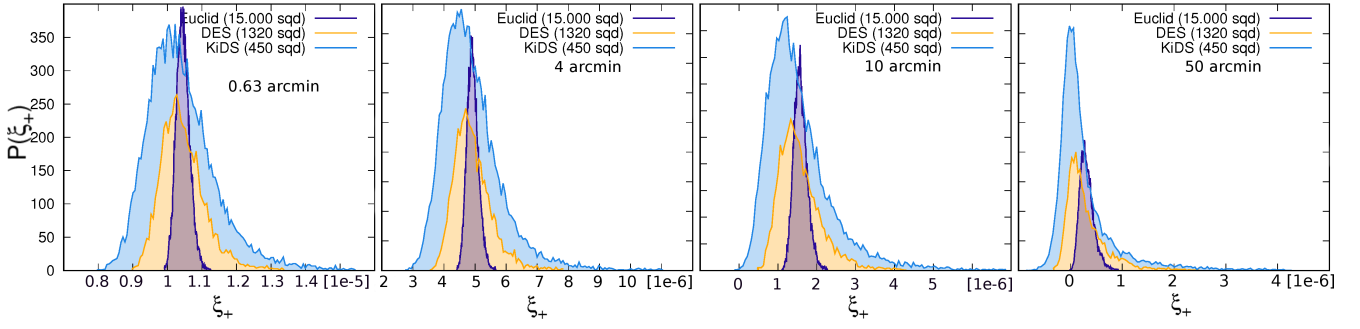 P(ξ₊)
350
300
250
200
150
100
50
0
Euclid (15.000 sqd)
DES (1320 sqd)
KiDS (450 sqd)
0.63 arcmin
0.8 0.9 1 1.1 1.2 1.3 1.4 [1e-5]
ξ₊
Euclid (15.000 sqd)
DES (1320 sqd)
KiDS (450 sqd)
4 arcmin
2 3 4 5 6 7 8 9 10 [1e-6]
ξ₊
Euclid (15.000 sqd)
DES (1320 sqd)
KiDS (450 sqd)
10 arcmin
0 1 2 3 4 5 [1e-6]
ξ₊
Euclid (15.000 sqd)
DES (1320 sqd)
KiDS (450 sqd)
50 arcmin
0 1 2 3 4 [1e-6]
ξ₊